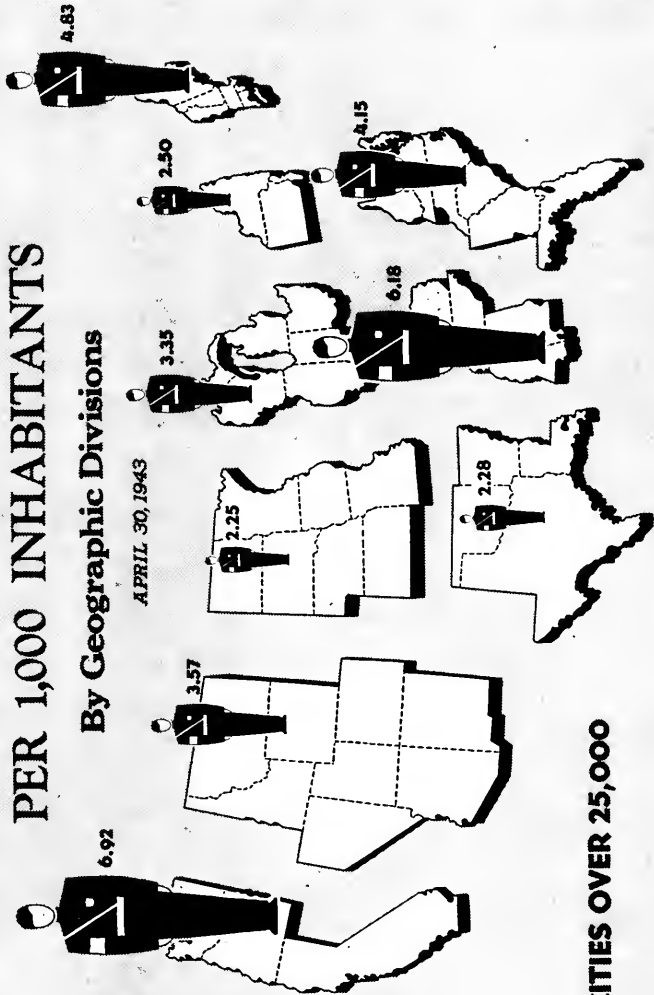 PER 1,000 INHABITANTS
By Geographic Divisions
APRIL 30, 1943
6.92
3.57
2.25
3.35
2.50
4.83
2.28
6.18
4.15
CITIES OVER 25,000